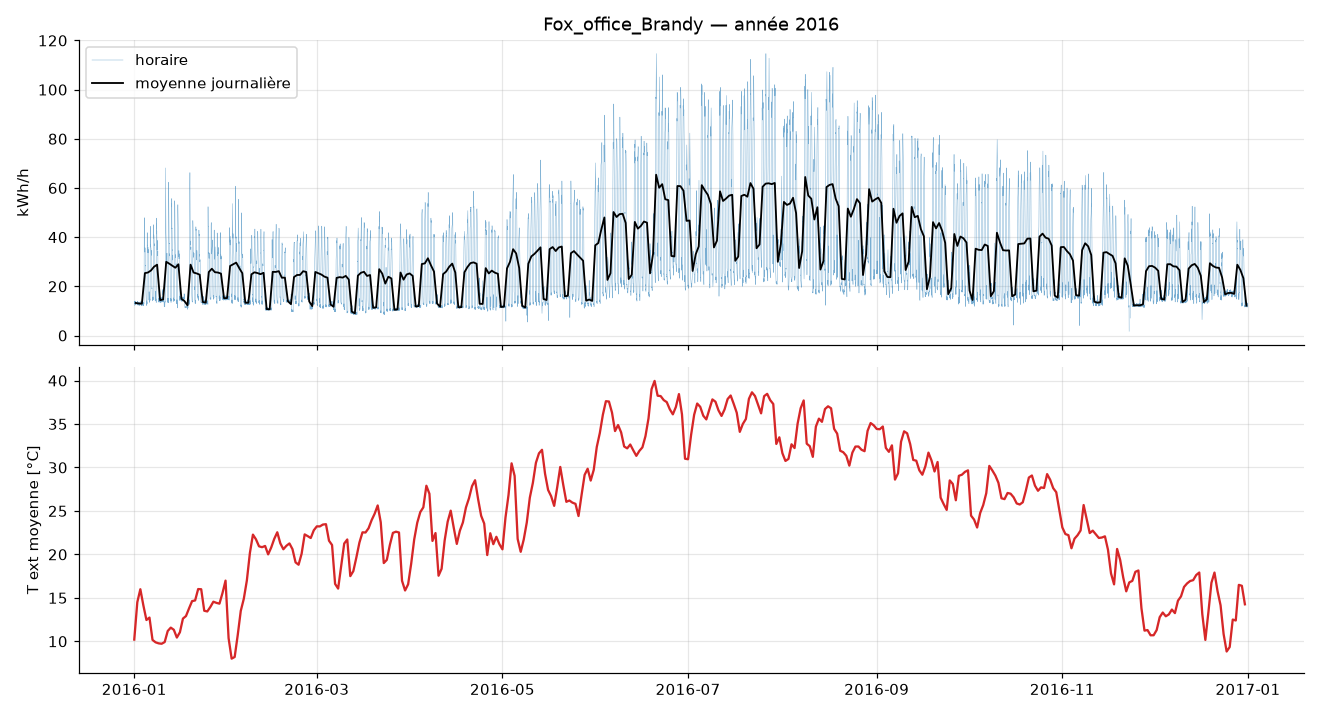 Fox_office_Brandy — année 2016
horaire
moyenne journalière
kWh/h
120
100
80
60
40
20
0
T ext moyenne [°C]
40
35
30
25
20
15
10
2016-01 2016-03 2016-05 2016-07 2016-09 2016-11 2017-01